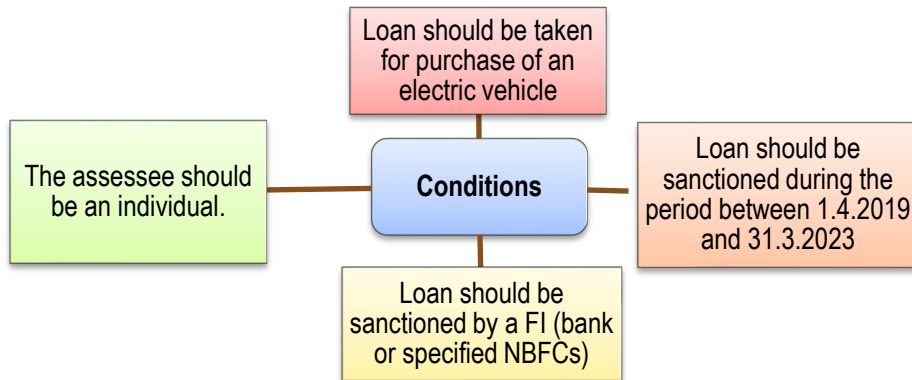 Loan should be taken
for purchase of an
electric vehicle
The assessee should
be an individual.
Conditions
Loan should be
sanctioned during the
period between 1.4.2019
and 31.3.2023
Loan should be
sanctioned by a FI (bank
or specified NBFCs)